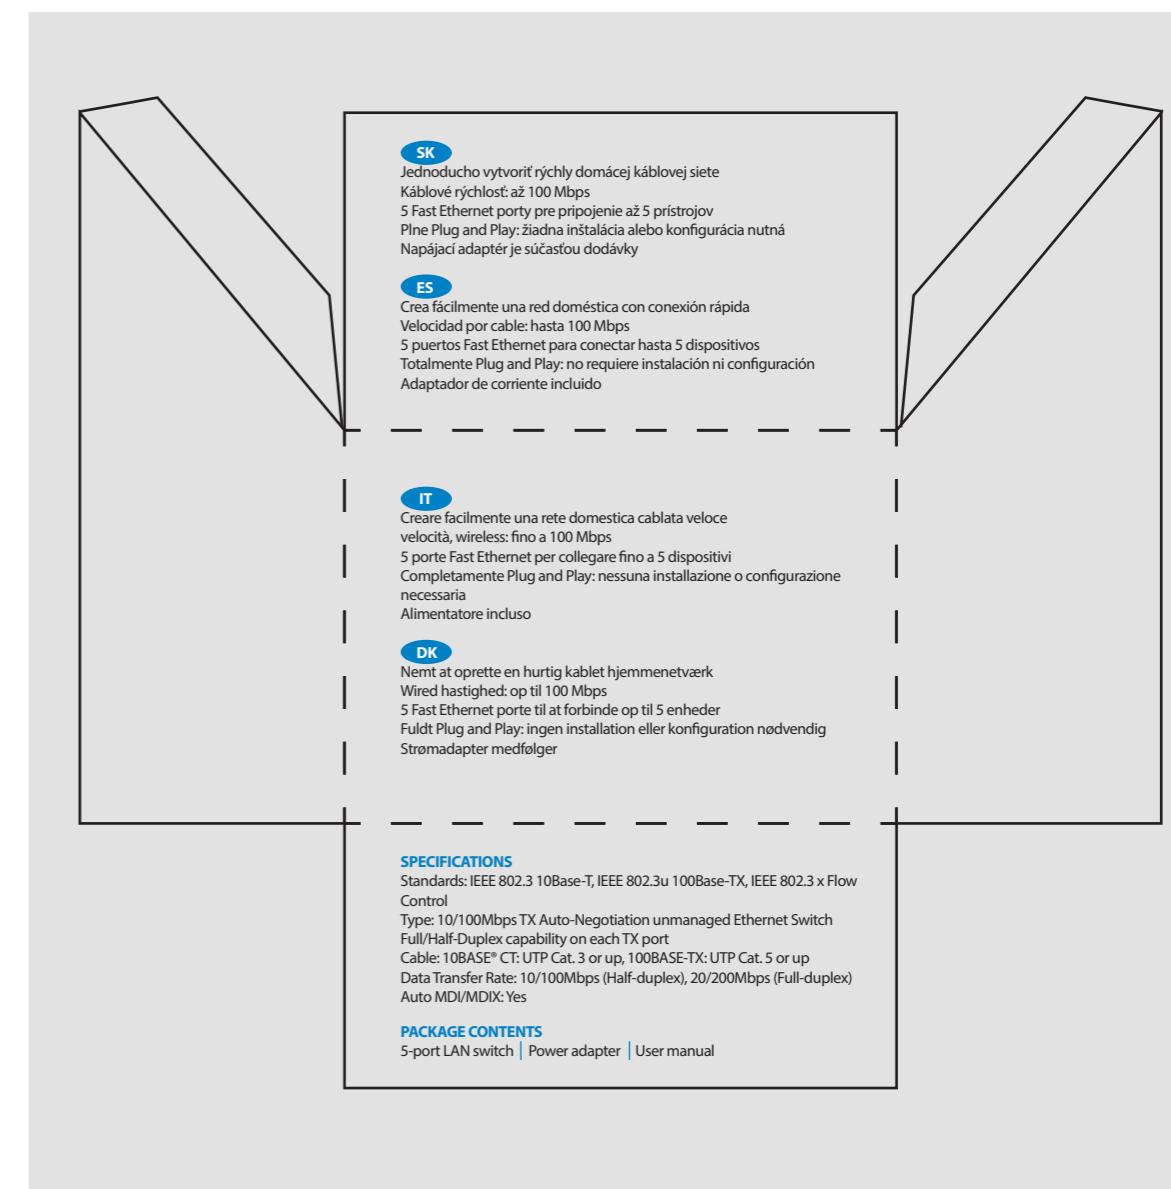 SK
Jednoducho vytvoriť rýchly domácej káblovej siete
Káblové rýchlosť: až 100 Mbps
5 Fast Ethernet porty pre pripojenie až 5 prístrojov
Plne Plug and Play: žiadna inštalácia alebo konfigurácia nutná
Napájací adaptér je súčasťou dodávky
ES
Crea fácilmente una red doméstica con conexión rápida
Velocidad por cable: hasta 100 Mbps
5 puertos Fast Ethernet para conectar hasta 5 dispositivos
Totalmente Plug and Play: no requiere instalación ni configuración
Adaptador de corriente incluido
IT
Creare facilmente una rete domestica cablata veloce
velocità, wireless: fino a 100 Mbps
5 porte Fast Ethernet per collegare fino a 5 dispositivi
Completamente Plug and Play: nessuna installazione o configurazione
necessaria
Alimentatore incluso
DK
Nemt at oprette en hurtig kablet hjemmenetværk
Wired hastighed: op til 100 Mbps
5 Fast Ethernet porte til at forbinde op til 5 enheder
Fuldt Plug and Play: ingen installation eller konfiguration nødvendig
Strømadapter medfølger
SPECIFICATIONS
Standards: IEEE 802.3 10Base-T, IEEE 802.3u 100Base-TX, IEEE 802.3 x Flow
Control
Type: 10/100Mbps TX Auto-Negotiation unmanaged Ethernet Switch
Full/Half-Duplex capability on each TX port
Cable: 10BASE® CT: UTP Cat. 3 or up, 100BASE-TX: UTP Cat. 5 or up
Data Transfer Rate: 10/100Mbps (Half-duplex), 20/200Mbps (Full-duplex)
Auto MDI/MDIX: Yes
PACKAGE CONTENTS
5-port LAN switch | Power adapter | User manual